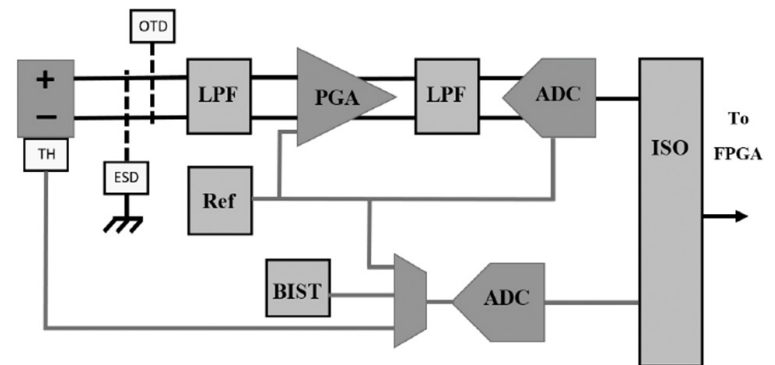 OTD
+
−
LPF
PGA
LPF
ADC
TH
ESD
Ref
ISO
To
FPGA
BIST
ADC